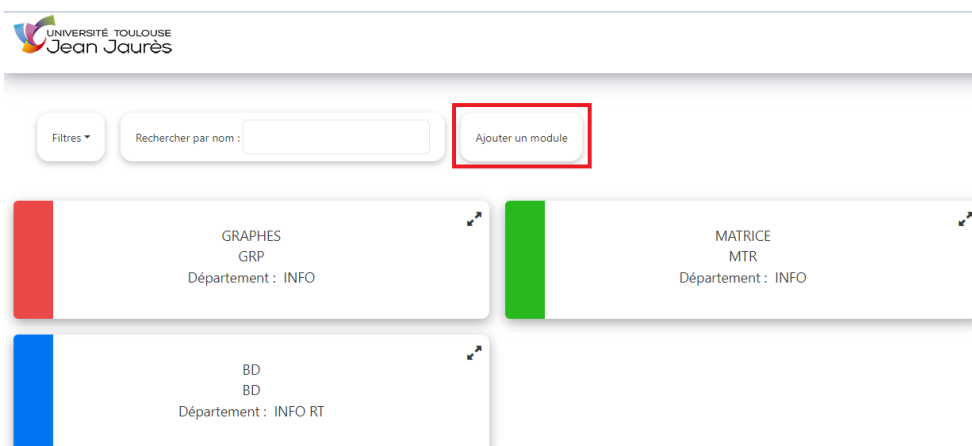 UNIVERSITÉ TOULOUSE
Jean Jaurès
Filtres
Rechercher par nom :
Ajouter un module
GRAPHES
GRP
Département : INFO
MATRICE
MTR
Département : INFO
BD
BD
Département : INFO RT